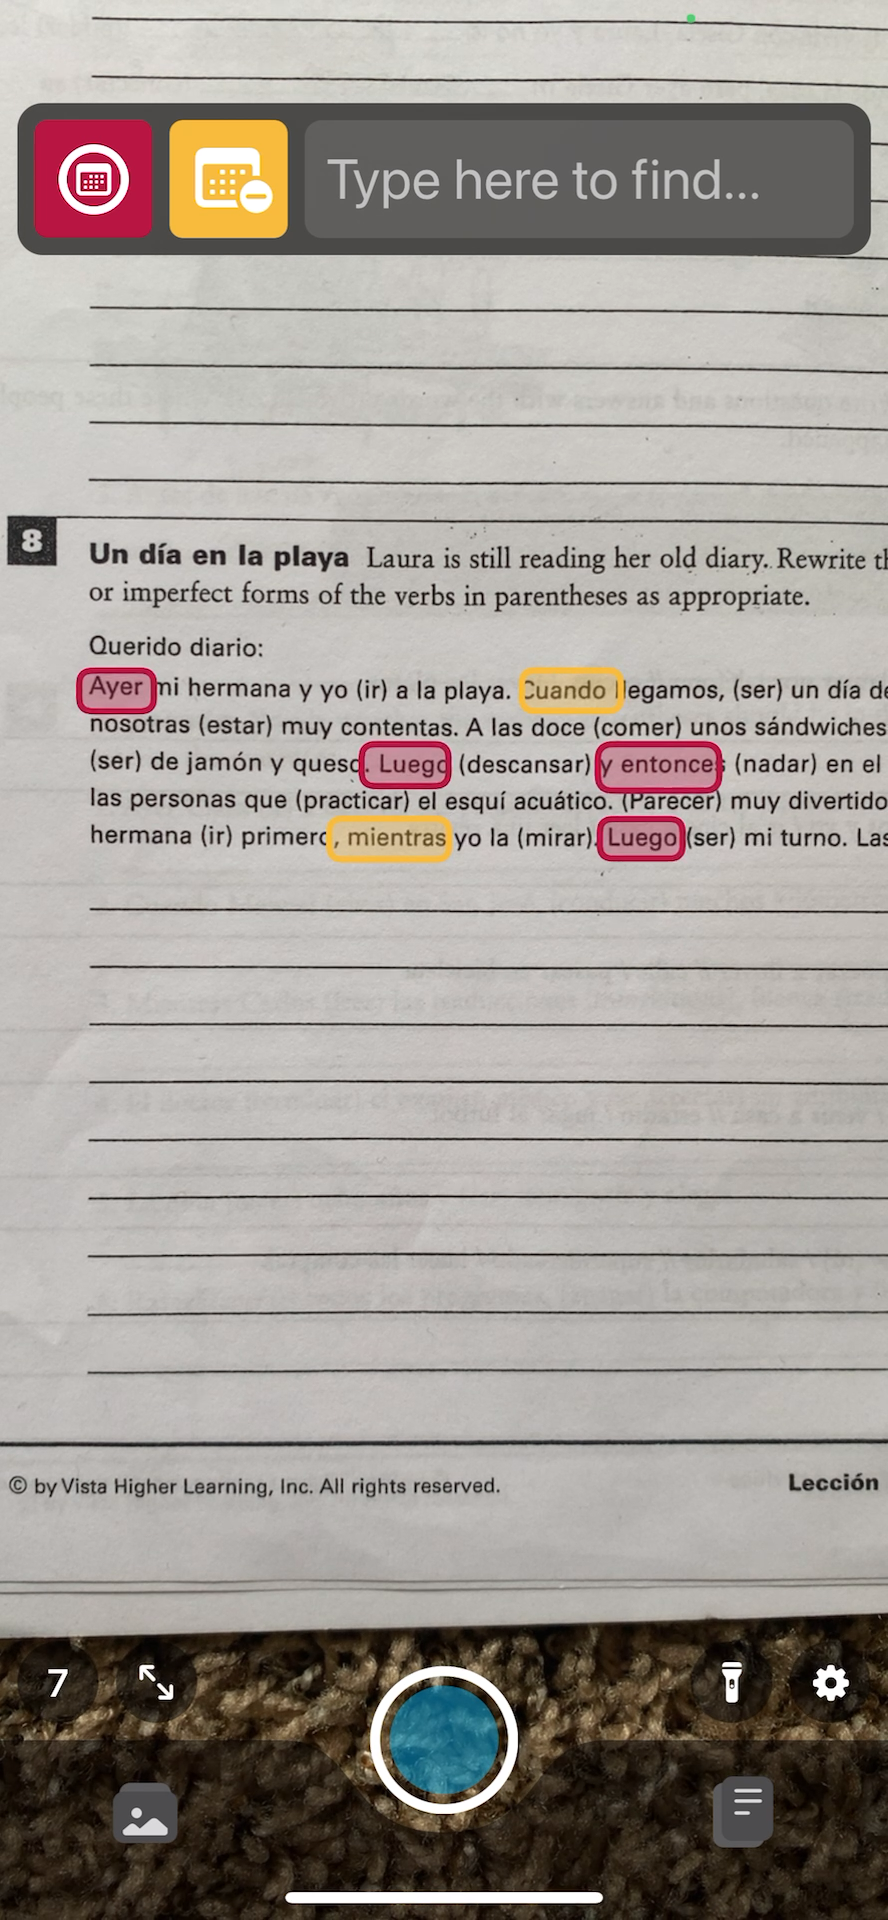 Type here to find...
8
Un día en la playa Laura is still reading her old diary. Rewrite
or imperfect forms of the verbs in parentheses as appropriate.
Querido diario:
Ayer mi hermana y yo (ir) a la playa. Cuando llegamos, (ser) un día
nosotras (estar) muy contentas. A las doce (comer) unos sándwiches
(ser) de jamón y queso. Luego (descansar) y entonces (nadar) en el
las personas que (practicar) el esquí acuático. (Parecer) muy divertido
hermana (ir) primero, mientras yo la (mirar). Luego (ser) mi turno. Las
© by Vista Higher Learning, Inc. All rights reserved.
Lección
7